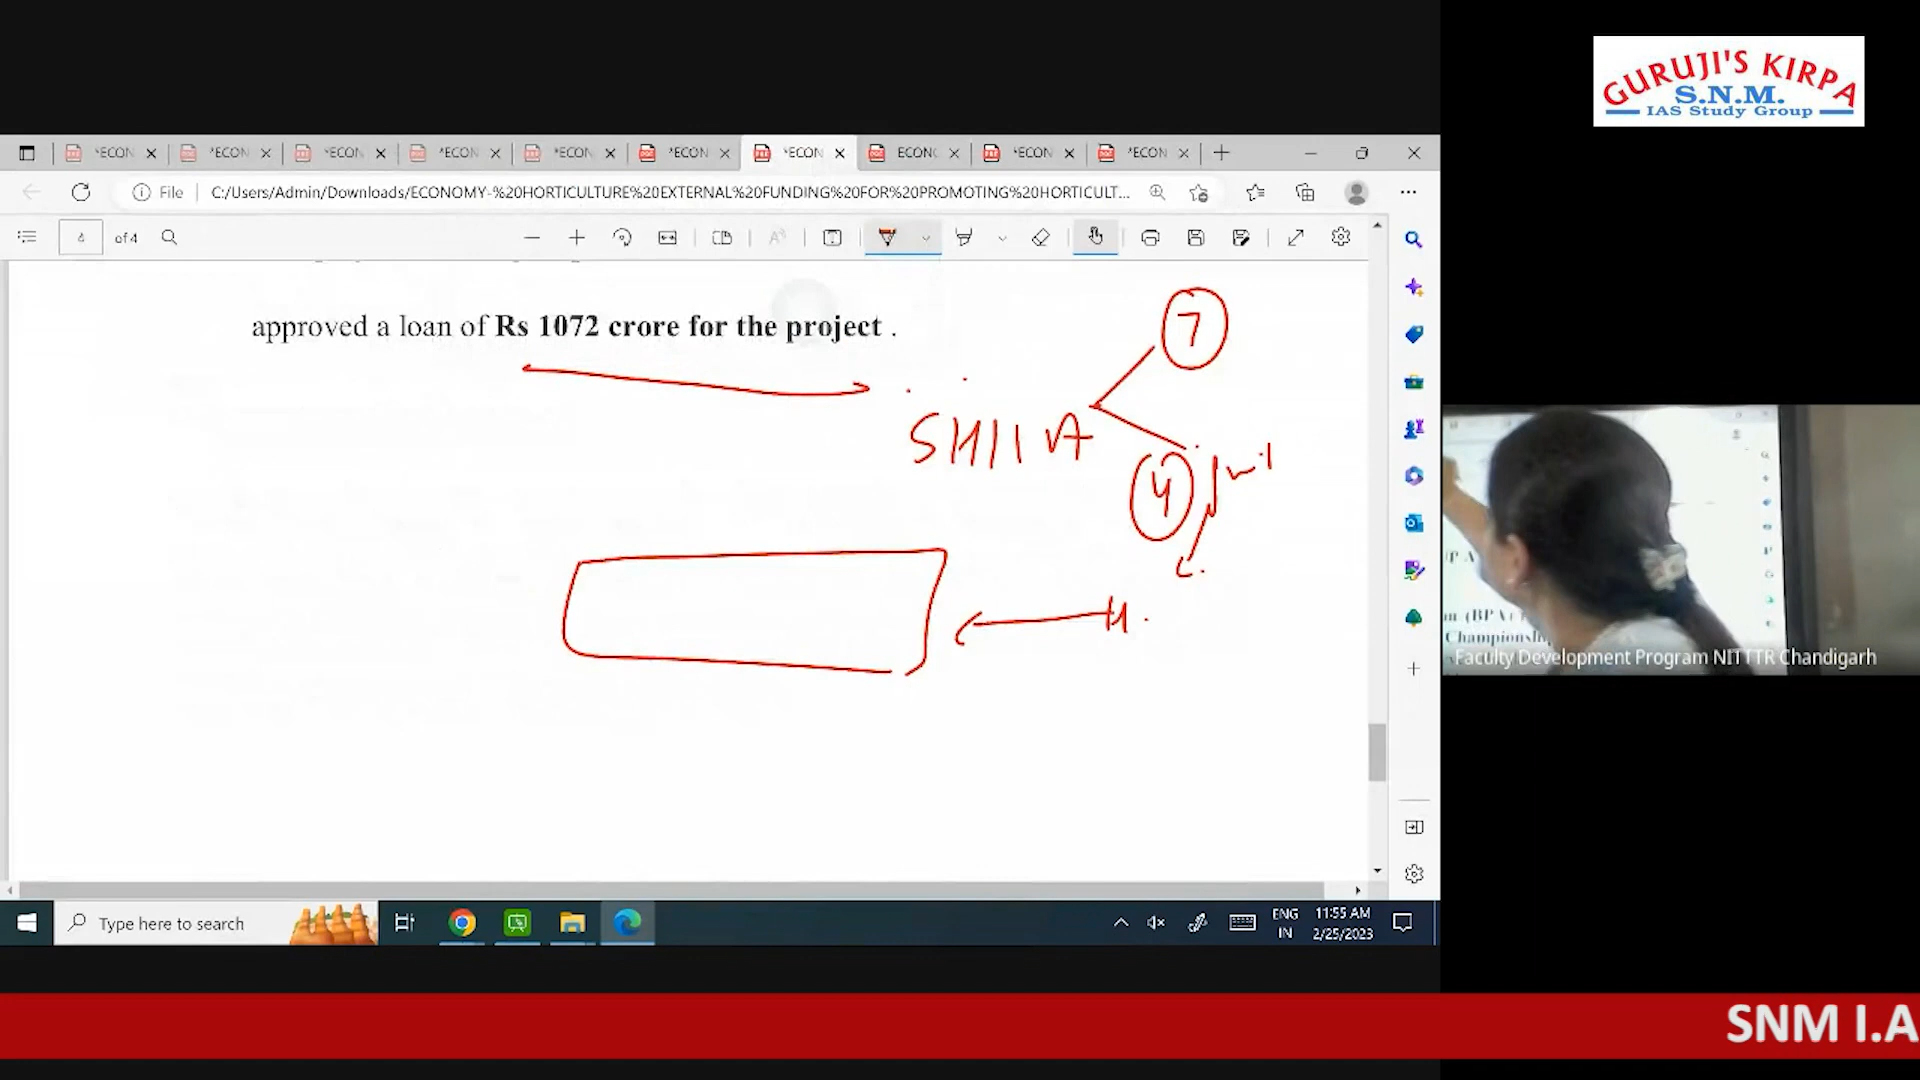 GURUJI'S KIRPA
S.N.M.
IAS Study Group
*ECON
*ECON
*ECON
*ECON
*ECON
*ECON
*ECON
ECON
*ECON
*ECON
File
C:/Users/Admin/Downloads/ECONOMY-%20HORTICULTURE%20EXTERNAL%20FUNDING%20FOR%20PROMOTING%20HORTICULT...
4 of 4
approved a loan of Rs 1072 crore for the project .
7
SHIVA
4
H.
(BPA
Championship
Faculty Development Program NITTTR Chandigarh
Type here to search
ENG
IN
11:55 AM
2/25/2023
SNM I.A